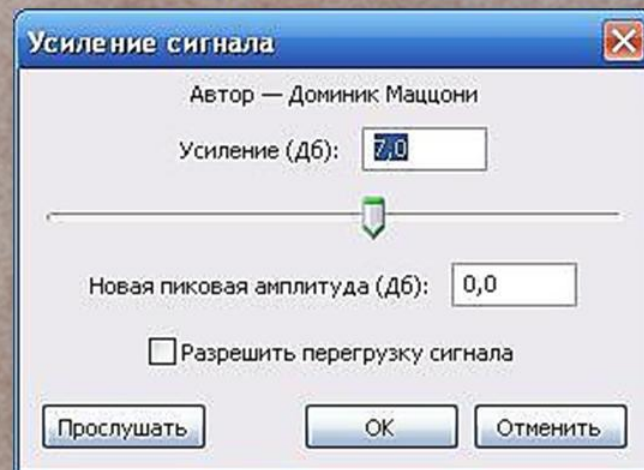 Усиление сигнала
Автор — Доминик Маццони
Усиление (Дб): 7,0
Новая пиковая амплитуда (Дб): 0,0
Разрешить перегрузку сигнала
Прослушать OK Отменить